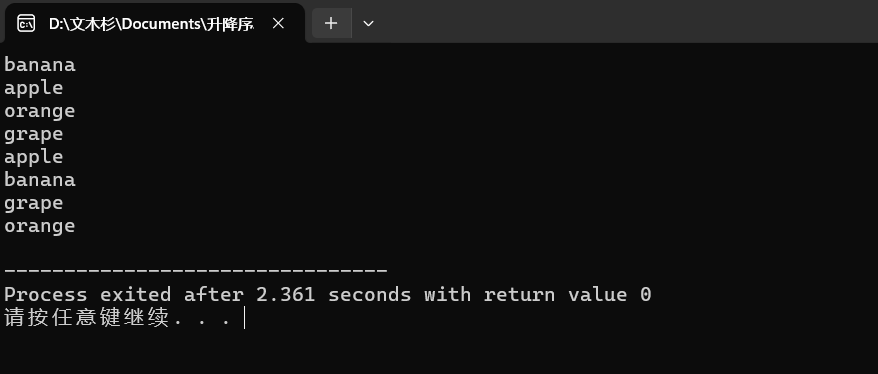 D:\文木杉\Documents\升降序.
banana
apple
orange
grape
apple
banana
grape
orange
--------------------------------
Process exited after 2.361 seconds with return value 0
请按任意键继续. . .